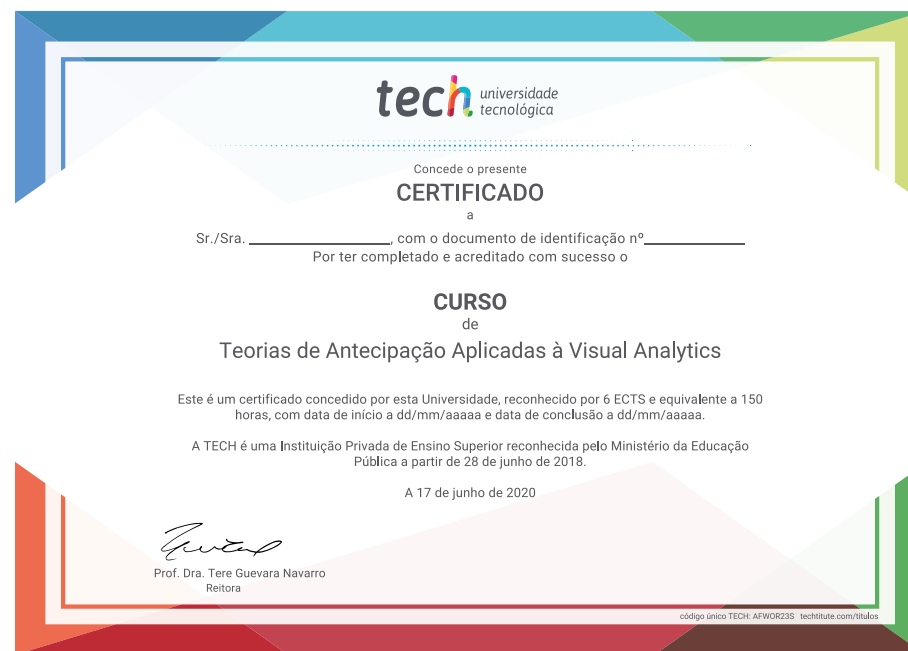 tech universidade
tecnológica
Concede o presente
CERTIFICADO
a
Sr./Sra. ________________, com o documento de identificação nº____________
Por ter completado e acreditado com sucesso o
CURSO
de
Teorias de Antecipação Aplicadas à Visual Analytics
Este é um certificado concedido por esta Universidade, reconhecido por 6 ECTS e equivalente a 150
horas, com data de início a dd/mm/aaaaa e data de conclusão a dd/mm/aaaaa.
A TECH é uma Instituição Privada de Ensino Superior reconhecida pelo Ministério da Educação
Pública a partir de 28 de junho de 2018.
A 17 de junho de 2020
Prof. Dra. Tere Guevara Navarro
Reitora
código único TECH: AFWOR23S techtitute.com/titulos